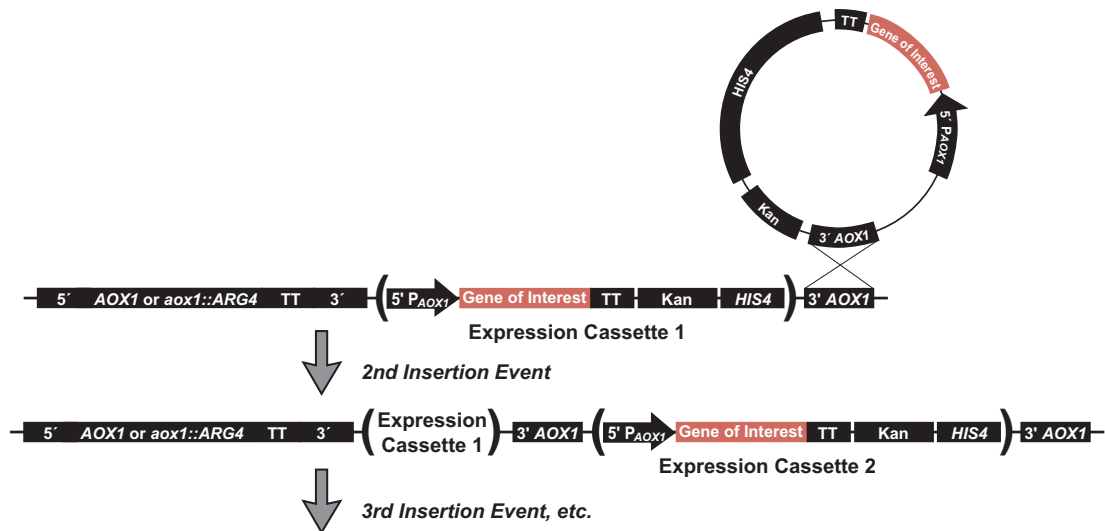 TT
Gene of Interest
HIS4
5´ PAOX1
Kan
3´ AOX1
5´ AOX1 or aox1::ARG4 TT 3´ ( 5' PAOX1 Gene of Interest TT Kan HIS4 ) 3' AOX1
Expression Cassette 1
2nd Insertion Event
5´ AOX1 or aox1::ARG4 TT 3´ ( Expression Cassette 1 ) 3' AOX1 ( 5' PAOX1 Gene of Interest TT Kan HIS4 ) 3' AOX1
Expression Cassette 2
3rd Insertion Event, etc.